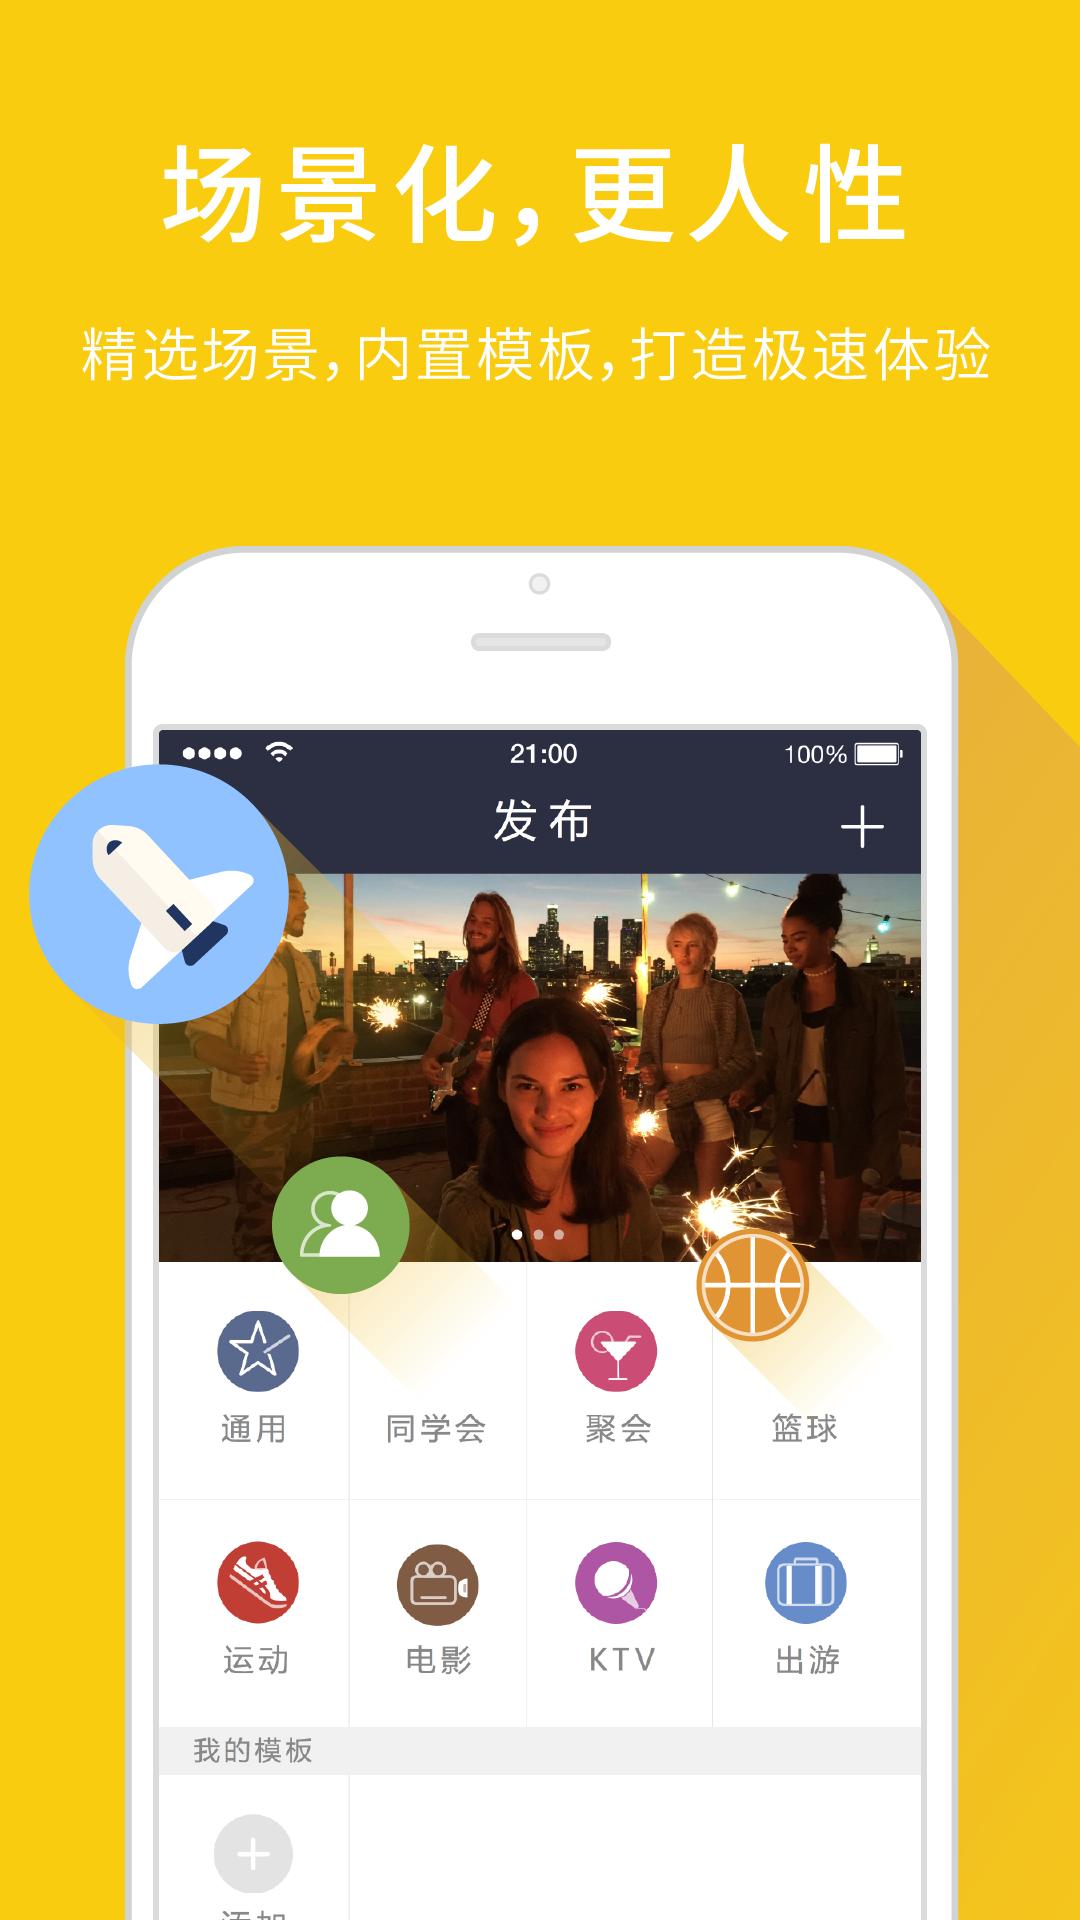 场景化，更人性
精选场景，内置模板，打造极速体验
21:00
100%
发布
通用
同学会
聚会
篮球
运动
电影
KTV
出游
我的模板
添加